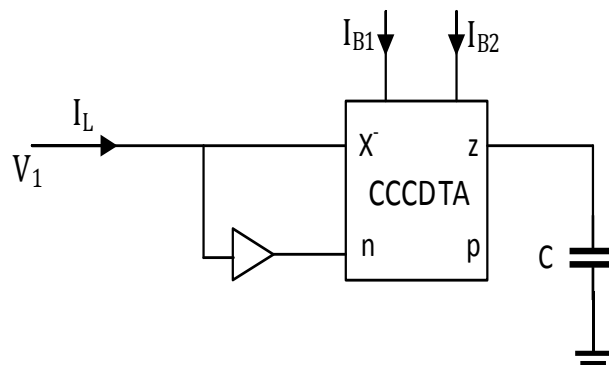 I_B1 I_B2
I_L
V_1
X⁻ z
CCCDTA
n p
C